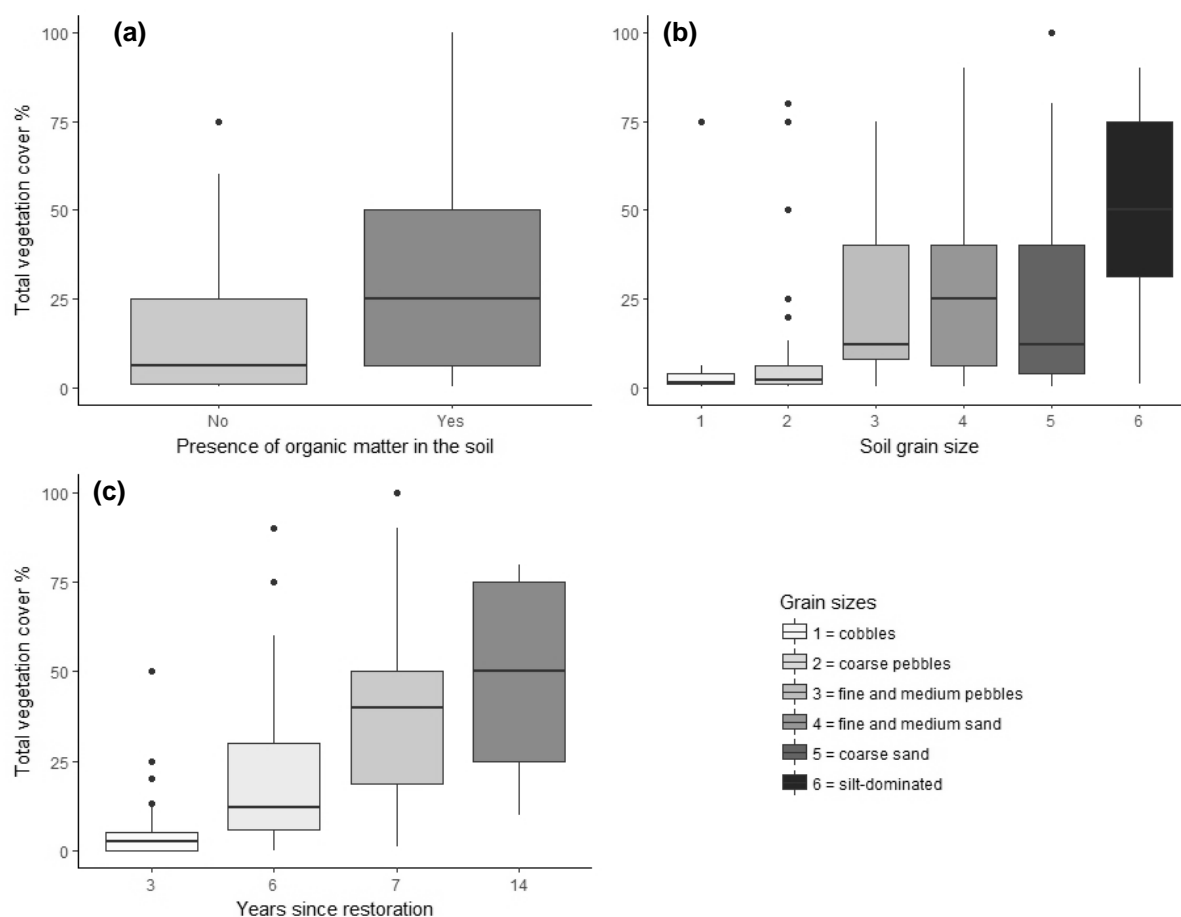 (a)
Total vegetation cover %
100
75
50
25
0
No Yes
Presence of organic matter in the soil
(b)
Total vegetation cover %
100
75
50
25
0
1 2 3 4 5 6
Soil grain size
(c)
Total vegetation cover %
100
75
50
25
0
3 6 7 14
Years since restoration
Grain sizes
1 = cobbles
2 = coarse pebbles
3 = fine and medium pebbles
4 = fine and medium sand
5 = coarse sand
6 = silt-dominated